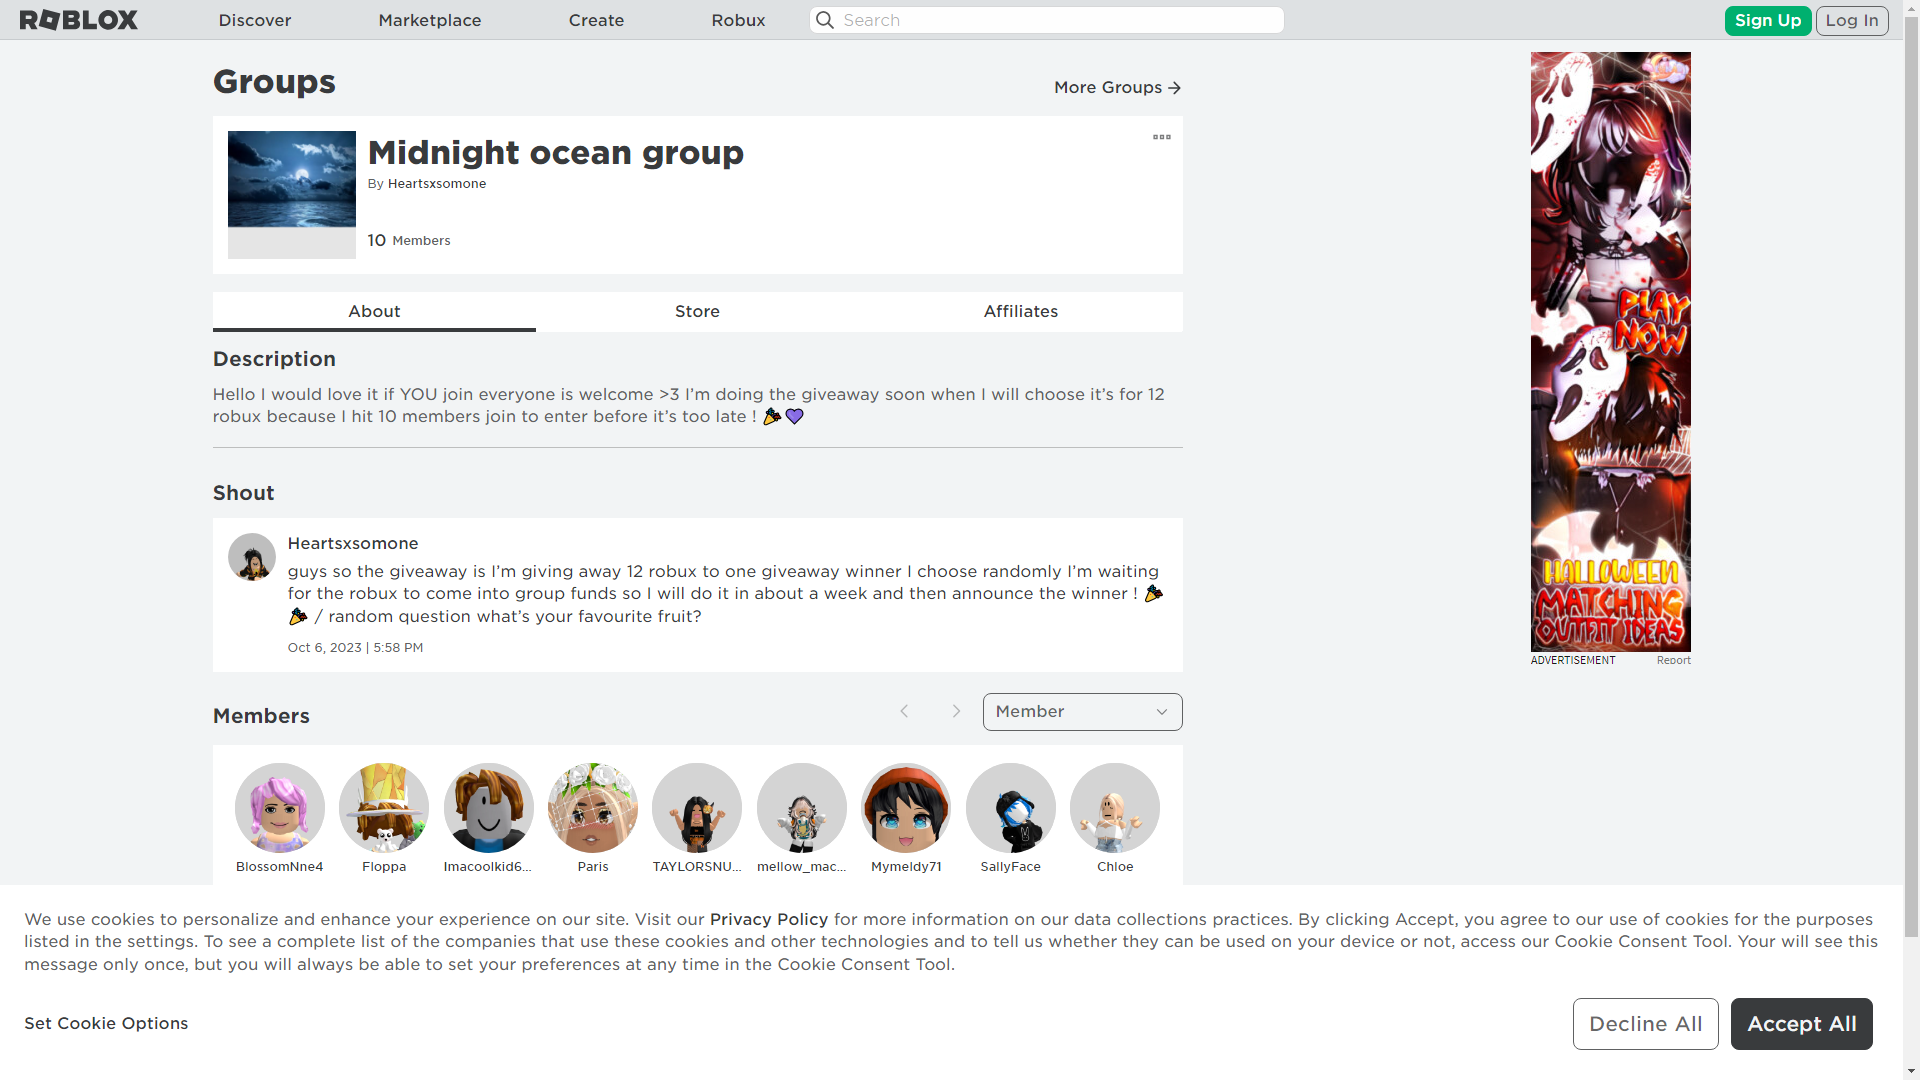 ROBLOX
Discover
Marketplace
Create
Robux
Search
Sign Up
Log In
Groups
More Groups
Midnight ocean group
By Heartsxsomone
10 Members
About
Store
Affiliates
Description
Hello I would love it if YOU join everyone is welcome >3 I’m doing the giveaway soon when I will choose it’s for 12
robux because I hit 10 members join to enter before it’s too late ! 🎉💜
Shout
Heartsxsomone
guys so the giveaway is I’m giving away 12 robux to one giveaway winner I choose randomly I’m waiting
for the robux to come into group funds so I will do it in about a week and then announce the winner ! 🎉
🎉 / random question what’s your favourite fruit?
Oct 6, 2023 | 5:58 PM
Members
Member
BlossomNne4
Floppa
Imacoolkid6...
Paris
TAYLORSNU...
mellow_mac...
Mymeldy71
SallyFace
Chloe
PLAY
NOW
HALLOWEEN
MATCHING
OUTFIT IDEAS
ADVERTISEMENT
Report
We use cookies to personalize and enhance your experience on our site. Visit our Privacy Policy for more information on our data collections practices. By clicking Accept, you agree to our use of cookies for the purposes
listed in the settings. To see a complete list of the companies that use these cookies and other technologies and to tell us whether they can be used on your device or not, access our Cookie Consent Tool. Your will see this
message only once, but you will always be able to set your preferences at any time in the Cookie Consent Tool.
Set Cookie Options
Decline All
Accept All